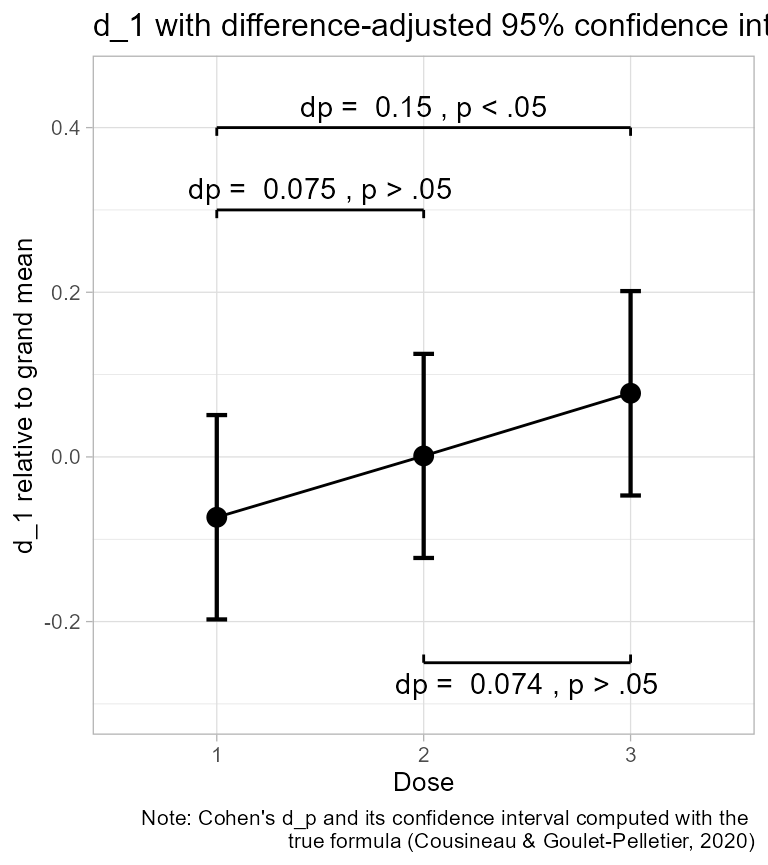 d_1 with difference-adjusted 95% confidence int
dp =  0.15 , p < .05
0.4
dp =  0.075 , p > .05
0.2
d_1 relative to grand mean
0.0
-0.2
dp =  0.074 , p > .05
1 2 3
Dose
Note: Cohen's d_p and its confidence interval computed with the
true formula (Cousineau & Goulet-Pelletier, 2020)